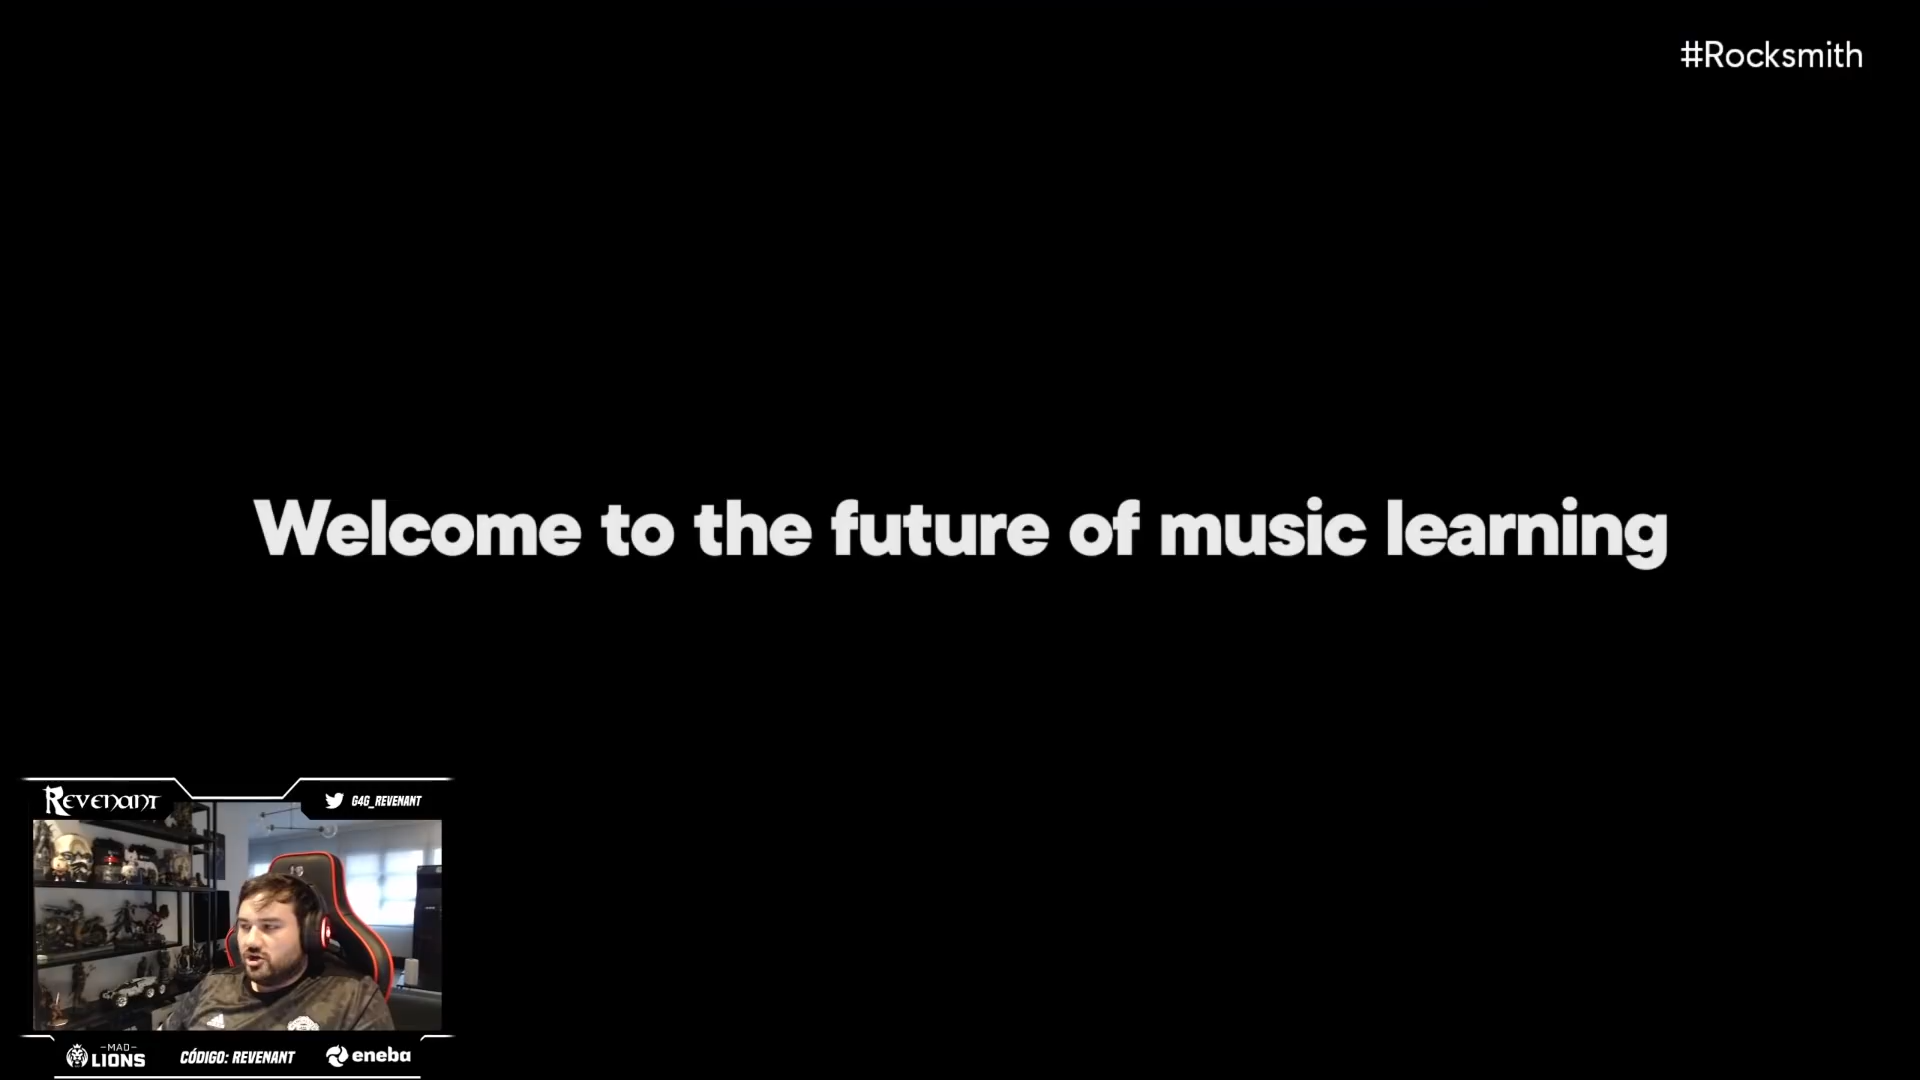 #Rocksmith
Welcome to the future of music learning
REVENANT
G4G_REVENANT
MAD
LIONS
CÓDIGO: REVENANT
eneba